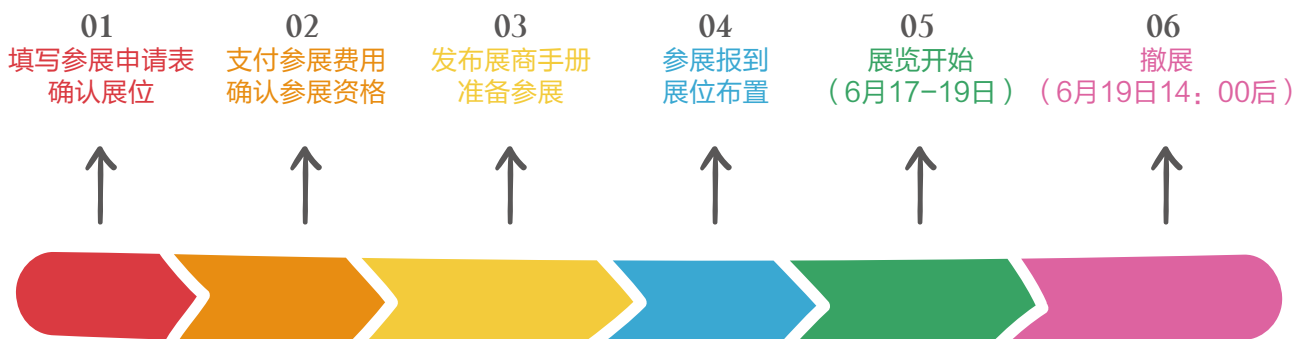 01
填写参展申请表
确认展位
02
支付参展费用
确认参展资格
03
发布展商手册
准备参展
04
参展报到
展位布置
05
展览开始
（6月17-19日）
06
撤展
（6月19日14：00后）